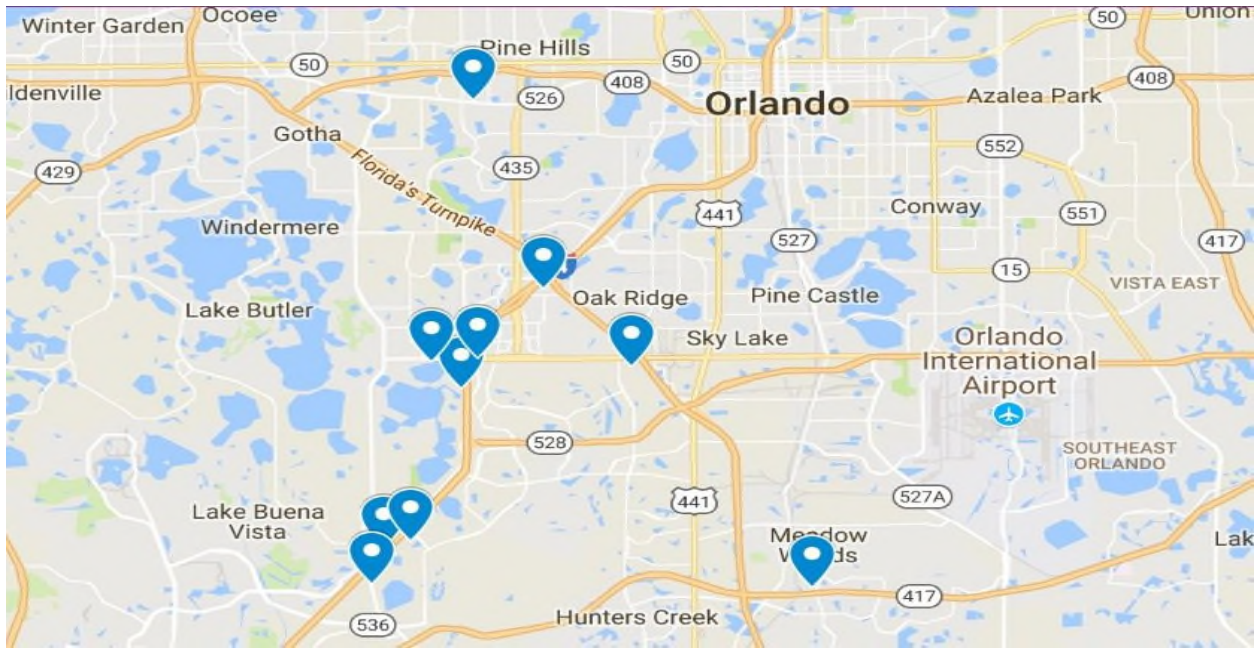 Ocoee
Union
Winter Garden
50
Pine Hills
50
50
408
408
ldenville
526
Orlando
Azalea Park
Gotha
552
429
435
Florida's Turnpike
Conway
441
551
Windermere
527
417
15
Oak Ridge
Pine Castle
VISTA EAST
Lake Butler
Sky Lake
Orlando
International
Airport
528
SOUTHEAST
ORLANDO
441
527A
Lake Buena
Vista
Meadow
ds
Lak
417
Hunters Creek
536